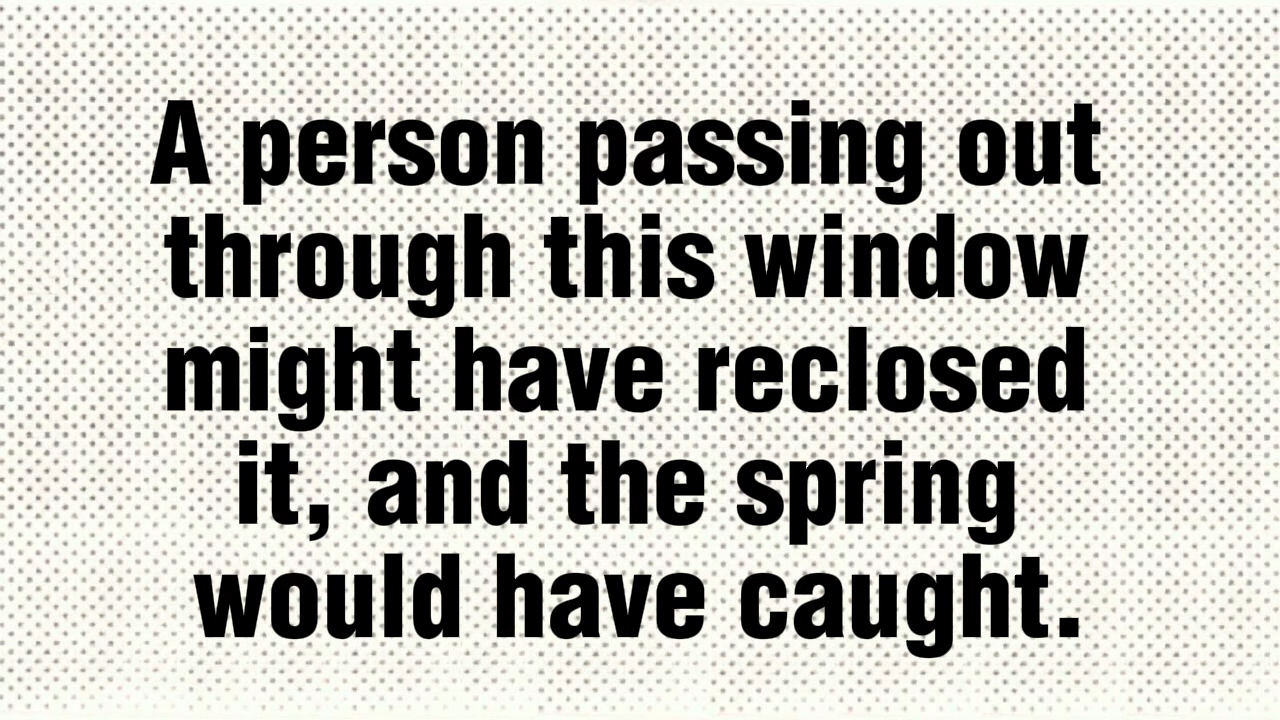 A person passing out
through this window
might have reclosed
it, and the spring
would have caught.